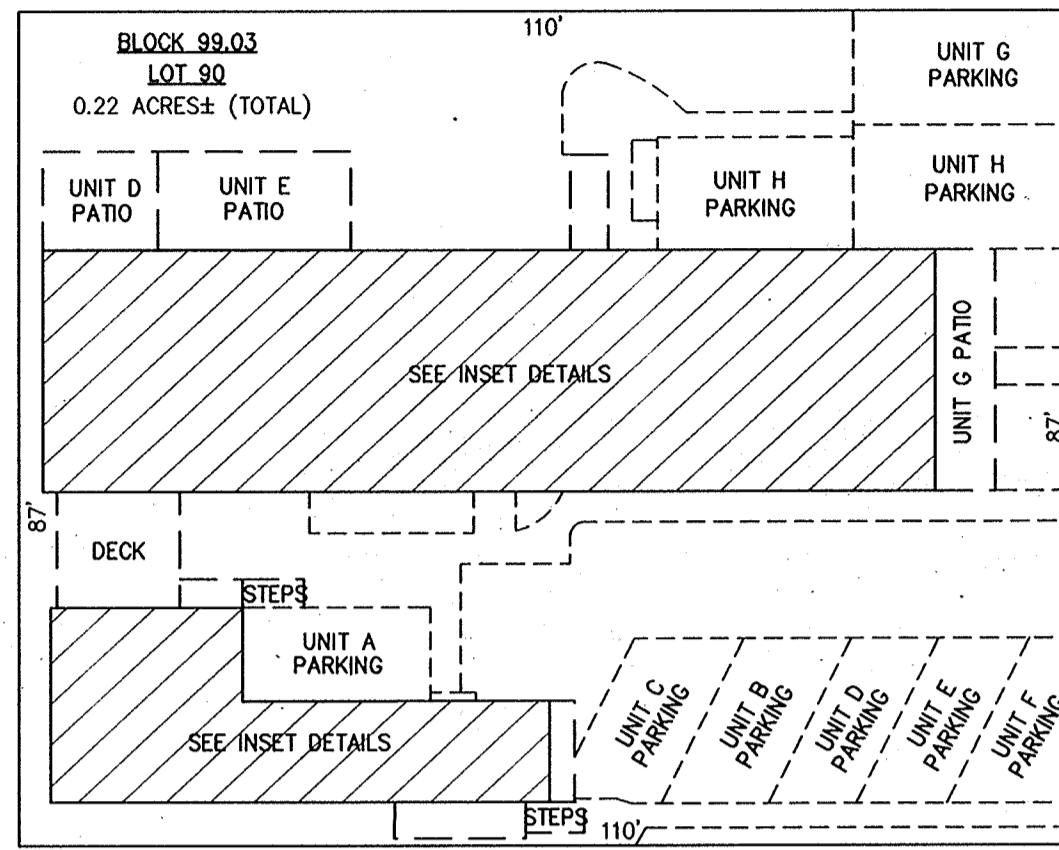 BLOCK 99.03
LOT 90
0.22 ACRES± (TOTAL)
110'
UNIT G
PARKING
UNIT D
PATIO
UNIT E
PATIO
UNIT H
PARKING
UNIT H
PARKING
SEE INSET DETAILS
UNIT G PATIO
87'
87'
DECK
STEPS
UNIT A
PARKING
SEE INSET DETAILS
UNIT C
PARKING
UNIT B
PARKING
UNIT D
PARKING
UNIT E
PARKING
UNIT F
PARKING
STEPS
110'